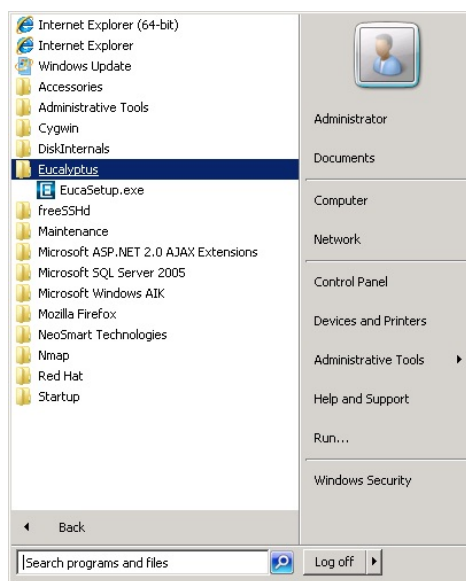 Internet Explorer (64-bit)
Internet Explorer
Windows Update
Accessories
Administrative Tools
Cygwin
DiskInternals
Eucalyptus
EucaSetup.exe
freeSSHd
Maintenance
Microsoft ASP.NET 2.0 AJAX Extensions
Microsoft SQL Server 2005
Microsoft Windows AIK
Mozilla Firefox
NeoSmart Technologies
Nmap
Red Hat
Startup
Back
Search programs and files
Administrator
Documents
Computer
Network
Control Panel
Devices and Printers
Administrative Tools
Help and Support
Run...
Windows Security
Log off